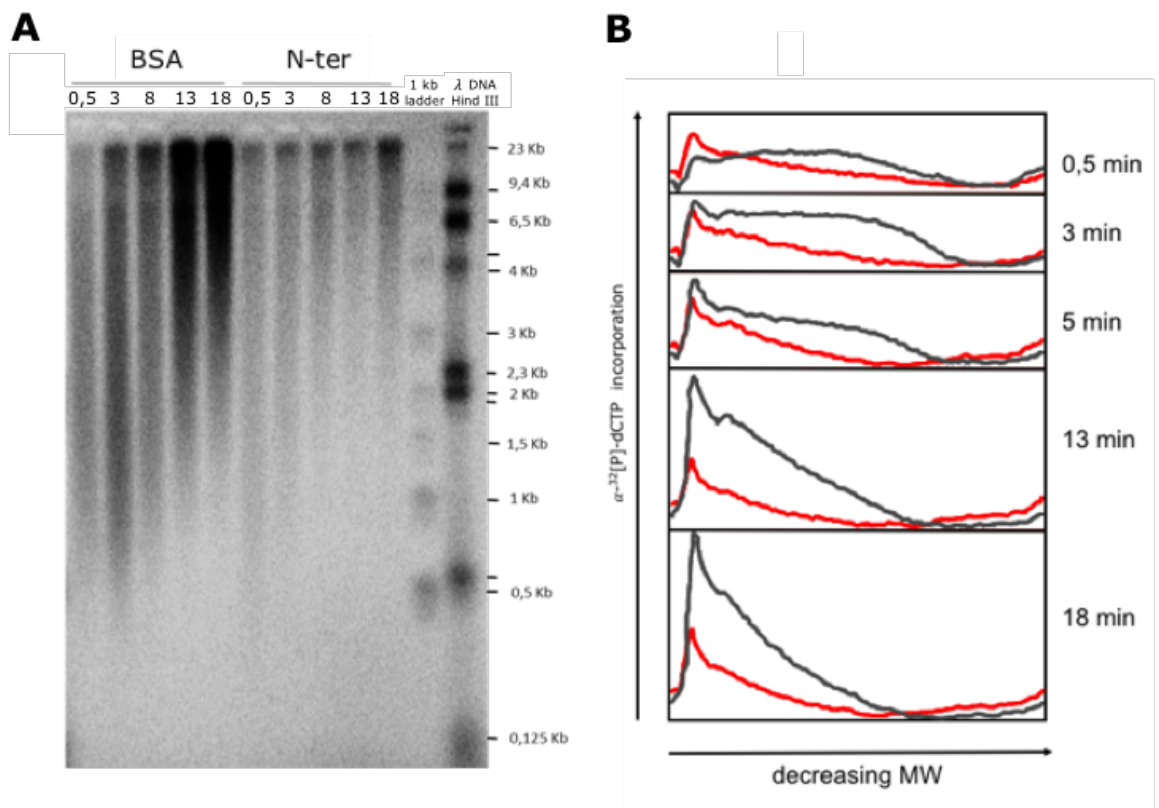 A
BSA N-ter
0,5 3 8 13 18 0,5 3 8 13 18 1 kb ladder λ DNA Hind III
23 Kb
9,4 Kb
6,5 Kb
4 Kb
3 Kb
2,3 Kb
2 Kb
1,5 Kb
1 Kb
0,5 Kb
0,125 Kb
B
α-³²[P]-dCTP incorporation
0,5 min
3 min
5 min
13 min
18 min
decreasing MW